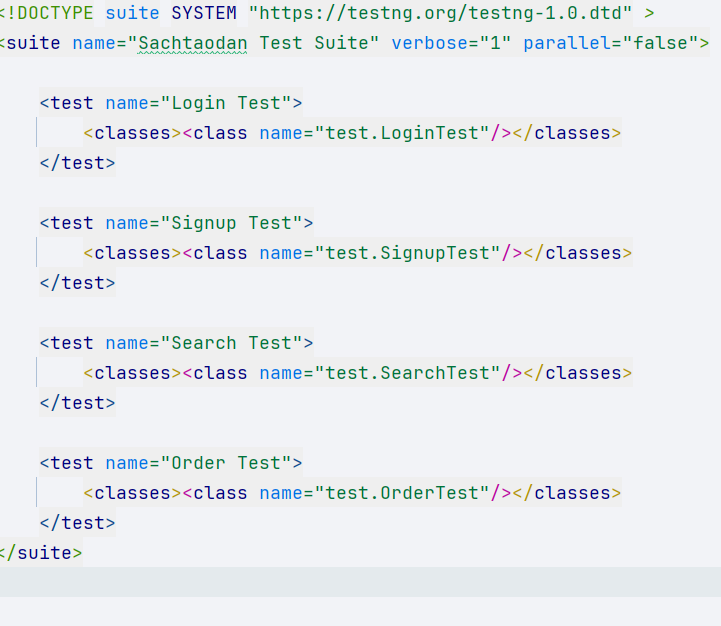 <!DOCTYPE suite SYSTEM "https://testng.org/testng-1.0.dtd" >
<suite name="Sachtaodan Test Suite" verbose="1" parallel="false">
<test name="Login Test">
<classes><class name="test.LoginTest"/></classes>
</test>
<test name="Signup Test">
<classes><class name="test.SignupTest"/></classes>
</test>
<test name="Search Test">
<classes><class name="test.SearchTest"/></classes>
</test>
<test name="Order Test">
<classes><class name="test.OrderTest"/></classes>
</test>
</suite>